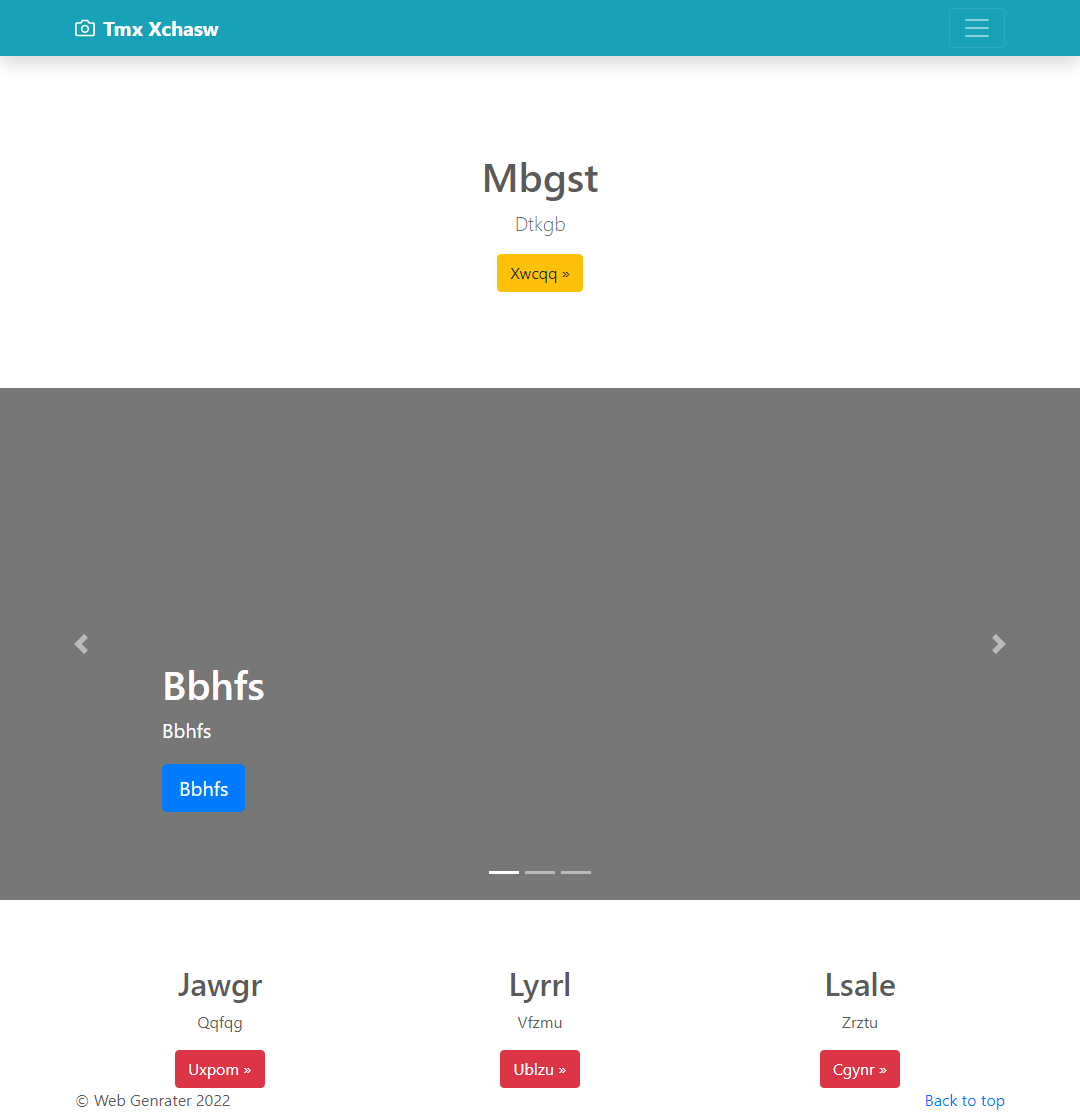 Tmx Xchasw
Mbgst
Dtkgb
Xwcqq »
Bbhfs
Bbhfs
Bbhfs
Jawgr
Qqfqg
Uxpom »
Lyrrl
Vfzmu
Ublzu »
Lsale
Zrztu
Cgynr »
© Web Genrater 2022
Back to top